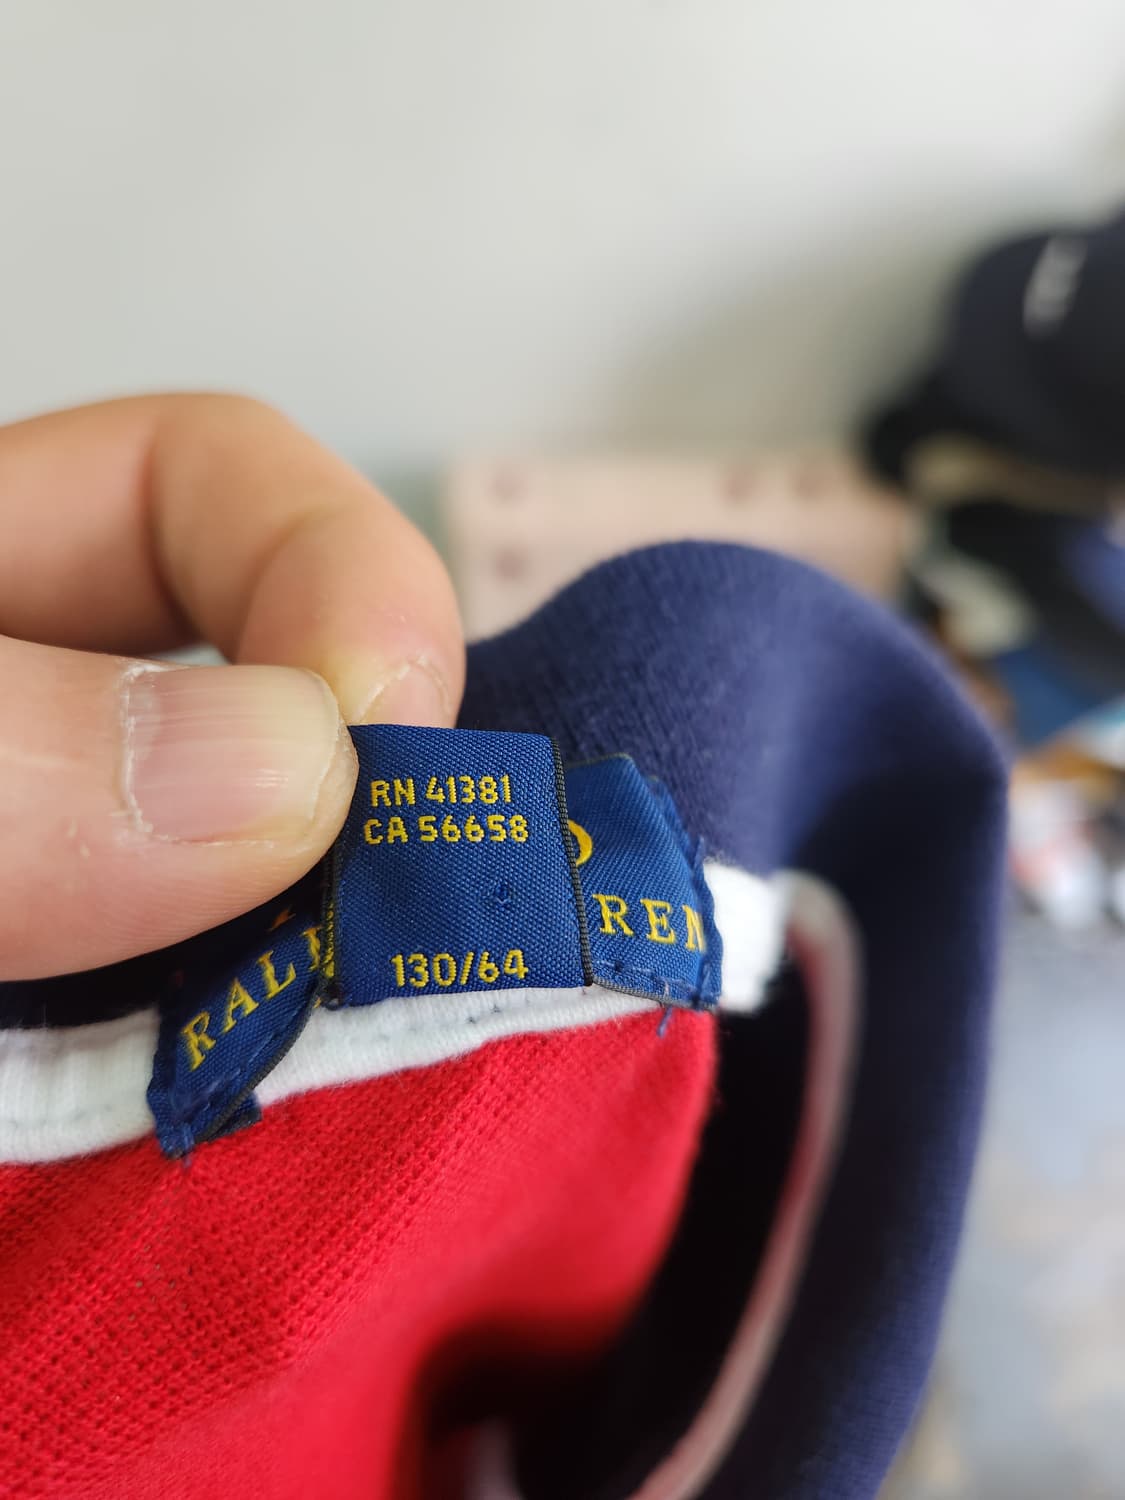 RN 41381
CA 56658
130/64
RAL
REN